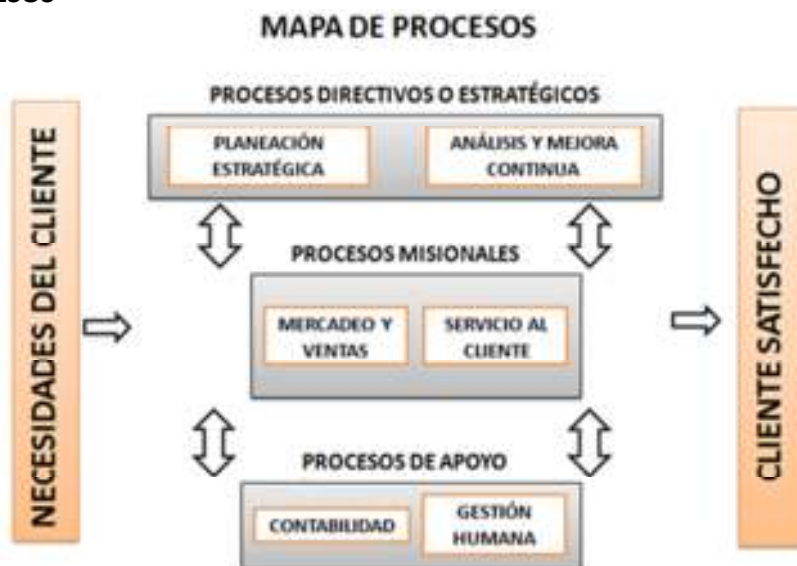 MAPA DE PROCESOS
PROCESOS DIRECTIVOS O ESTRATÉGICOS
PLANEACIÓN
ESTRATÉGICA
ANÁLISIS Y MEJORA
CONTINUA
NECESIDADES DEL CLIENTE
PROCESOS MISIONALES
MERCADEO Y
VENTAS
SERVICIO AL
CLIENTE
CLIENTE SATISFECHO
PROCESOS DE APOYO
CONTABILIDAD
GESTIÓN
HUMANA